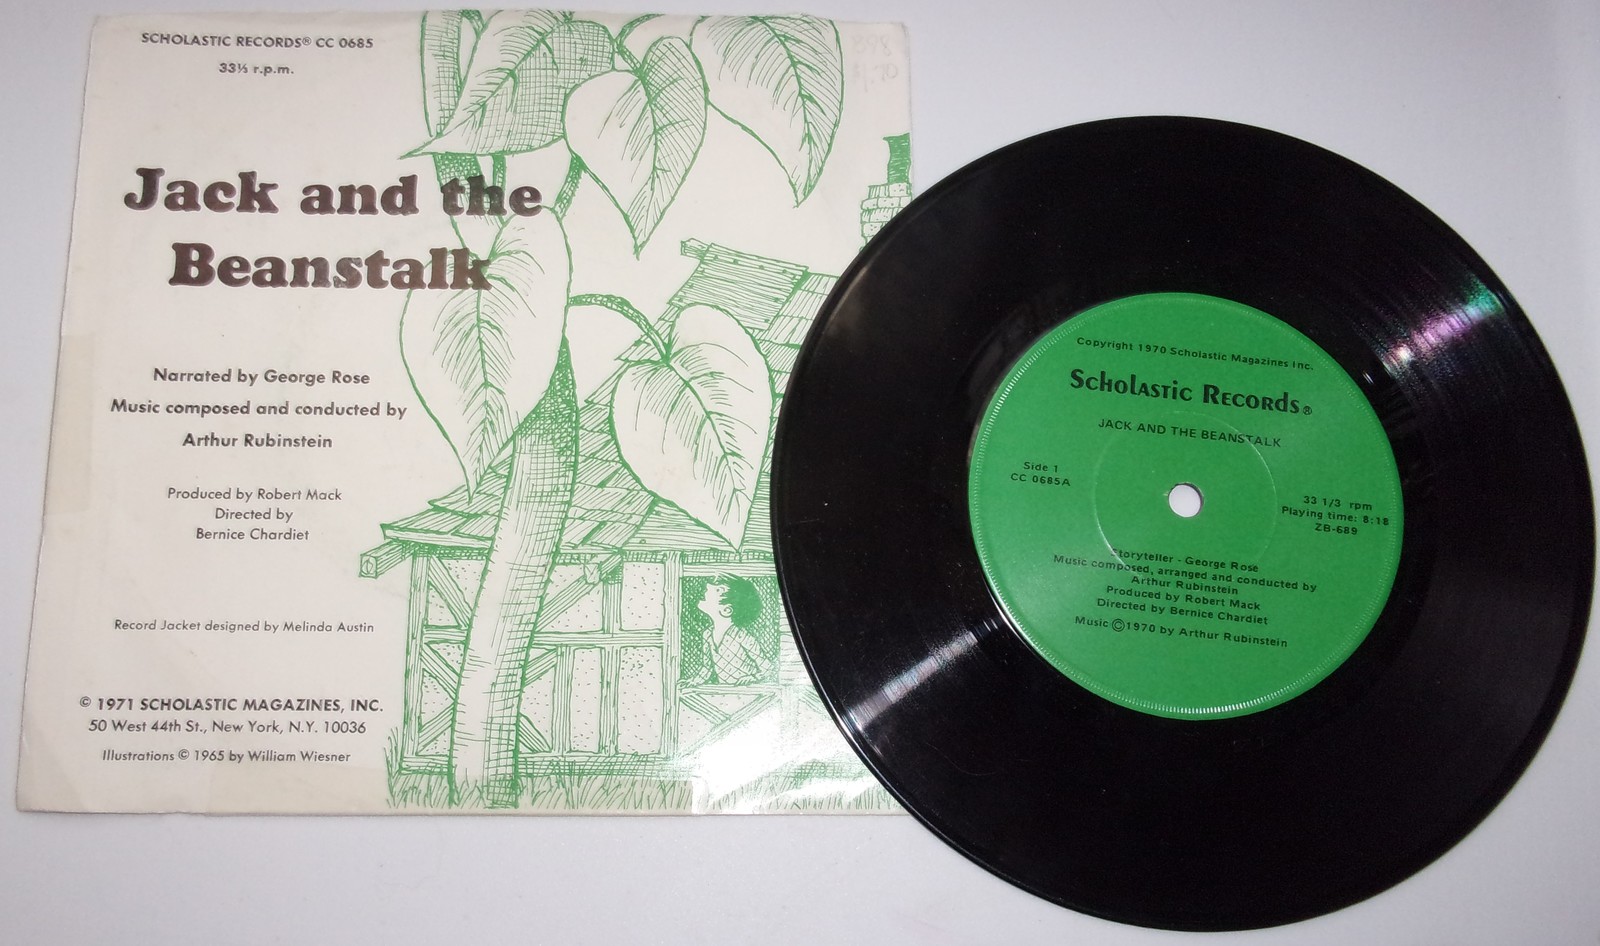 SCHOLASTIC RECORDS® CC 0685
33⅓ r.p.m.
Jack and the
Beanstalk
Narrated by George Rose
Music composed and conducted by
Arthur Rubinstein
Produced by Robert Mack
Directed by
Bernice Chardiet
Record Jacket designed by Melinda Austin
© 1971 SCHOLASTIC MAGAZINES, INC.
50 West 44th St., New York, N.Y. 10036
Illustrations © 1965 by William Wiesner
Copyright 1970 Scholastic Magazines Inc.
Scholastic Records®
JACK AND THE BEANSTALK
Side 1
CC 0685A
33 1/3 rpm
Playing time: 8:18
ZB-689
Storyteller - George Rose
Music composed, arranged and conducted by
Arthur Rubinstein
Produced by Robert Mack
Directed by Bernice Chardiet
Music ©1970 by Arthur Rubinstein